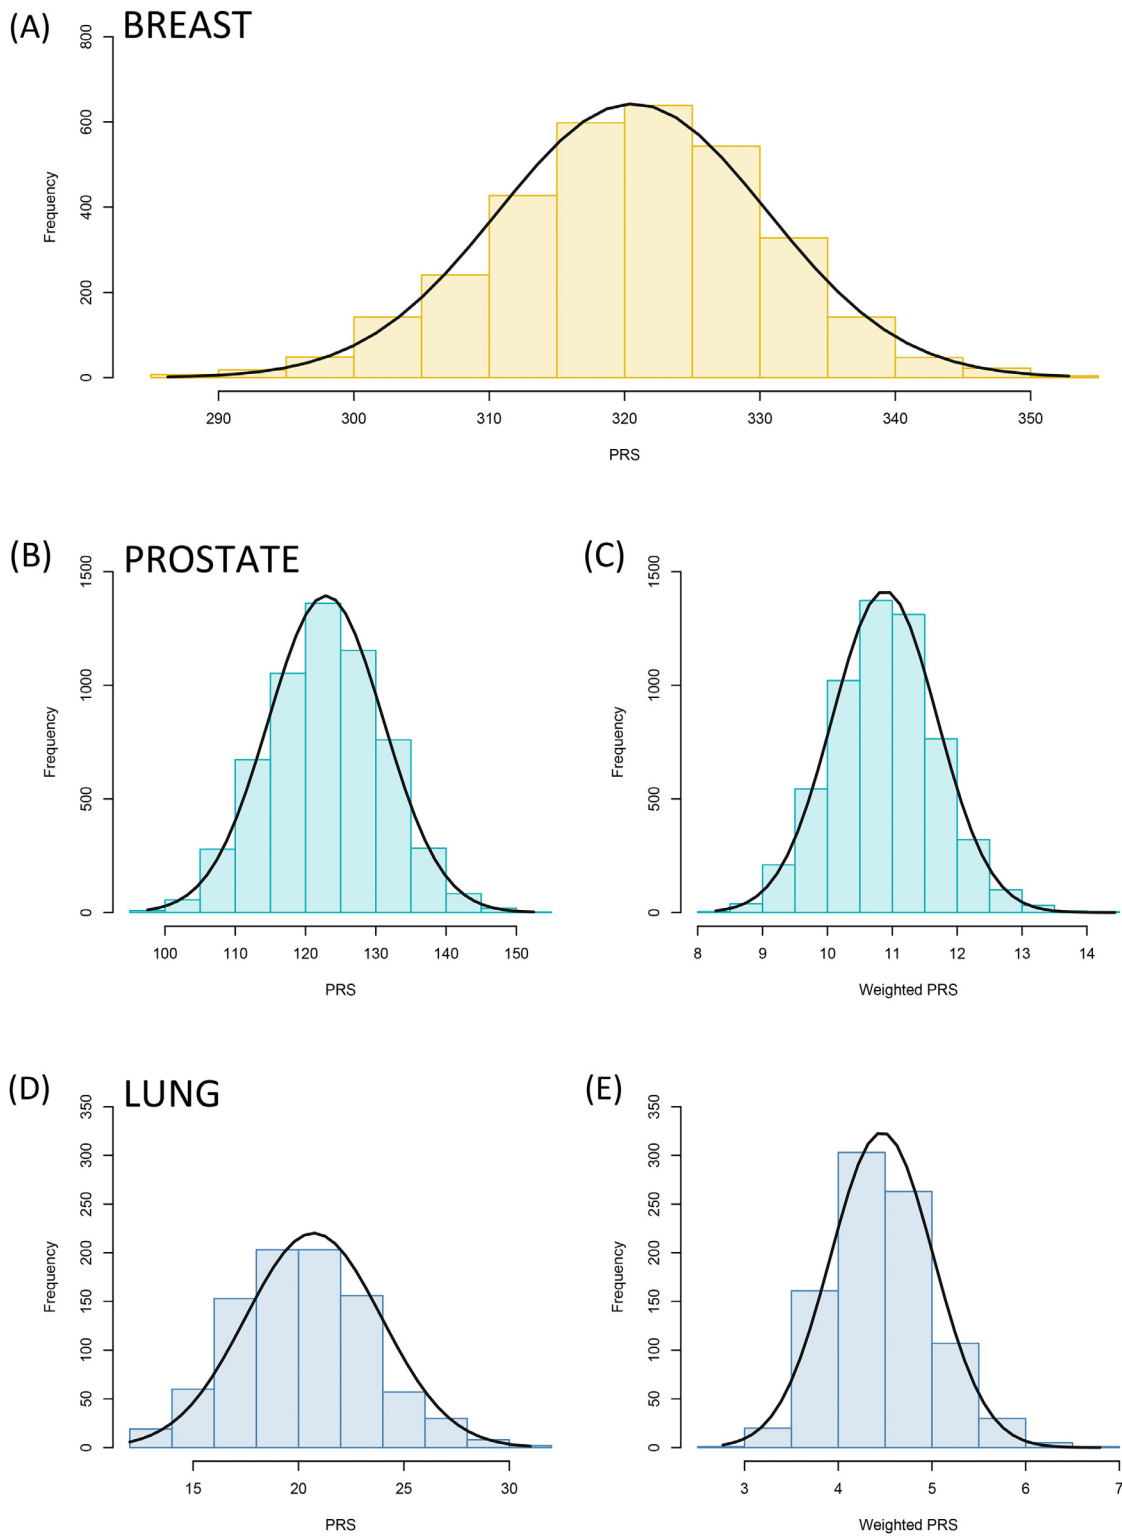 (A) BREAST
800
600
400
200
0
Frequency
290 300 310 320 330 340 350
PRS
(B) PROSTATE
1500
1000
500
0
Frequency
100 110 120 130 140 150
PRS
(C)
1500
1000
500
0
Frequency
8 9 10 11 12 13 14
Weighted PRS
(D) LUNG
350
300
250
200
150
100
50
0
Frequency
15 20 25 30
PRS
(E)
350
300
250
200
150
100
50
0
Frequency
3 4 5 6 7
Weighted PRS